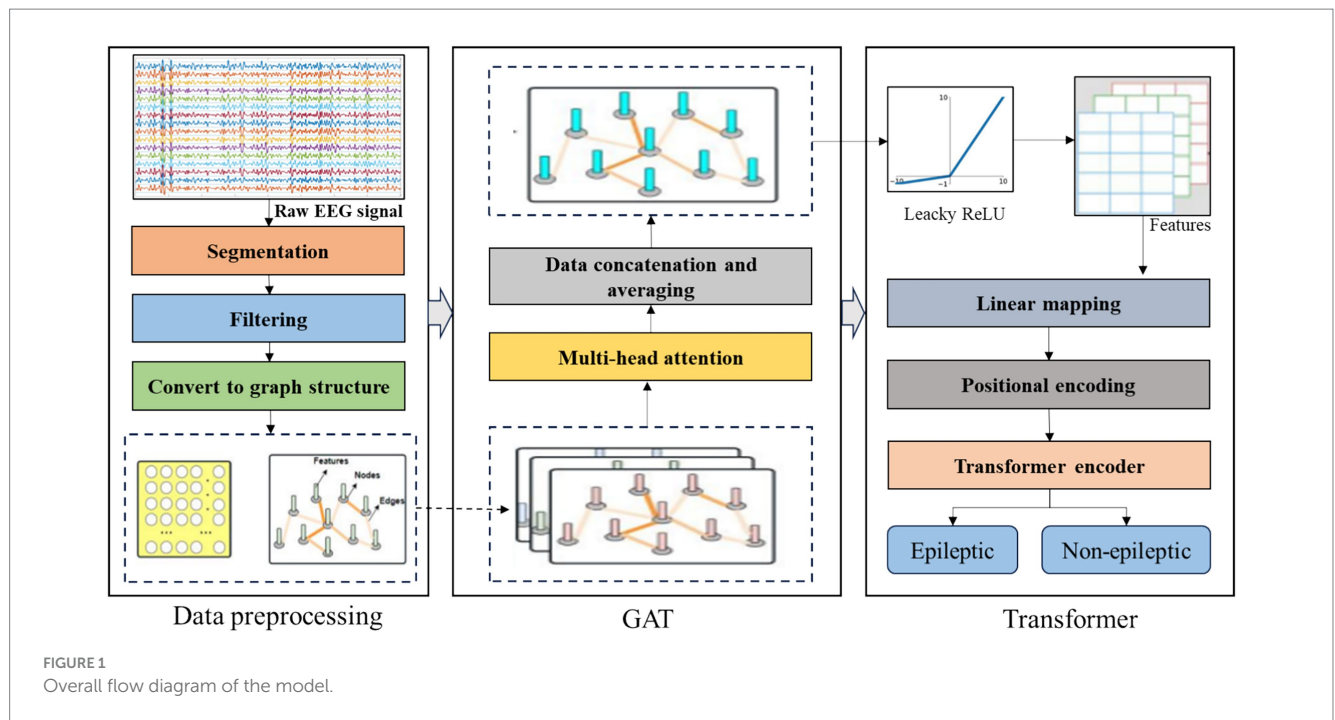 Raw EEG signal
Segmentation
Filtering
Convert to graph structure
Features
Nodes
Edges
...
...
Data preprocessing
Data concatenation and
averaging
Multi-head attention
GAT
10
-10
-1
10
Leacky ReLU
Features
Linear mapping
Positional encoding
Transformer encoder
Epileptic
Non-epileptic
Transformer
FIGURE 1
Overall flow diagram of the model.